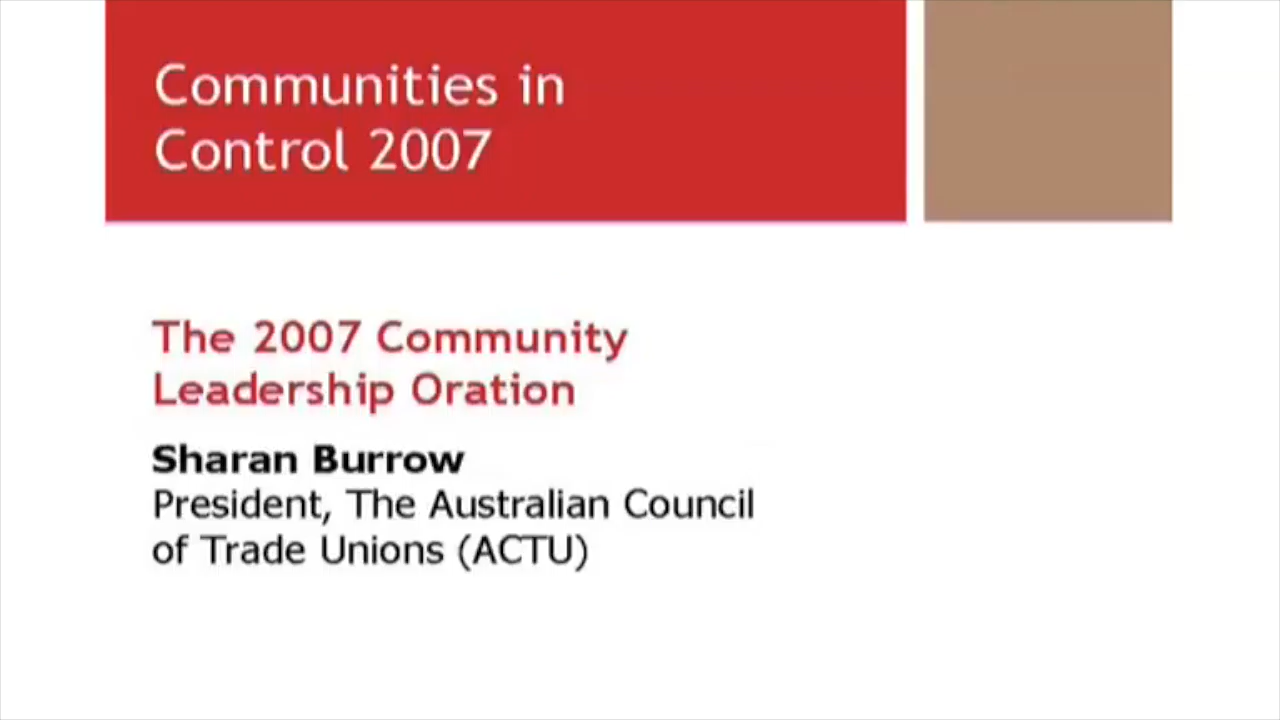 Communities in
Control 2007
The 2007 Community
Leadership Oration
Sharan Burrow
President, The Australian Council
of Trade Unions (ACTU)